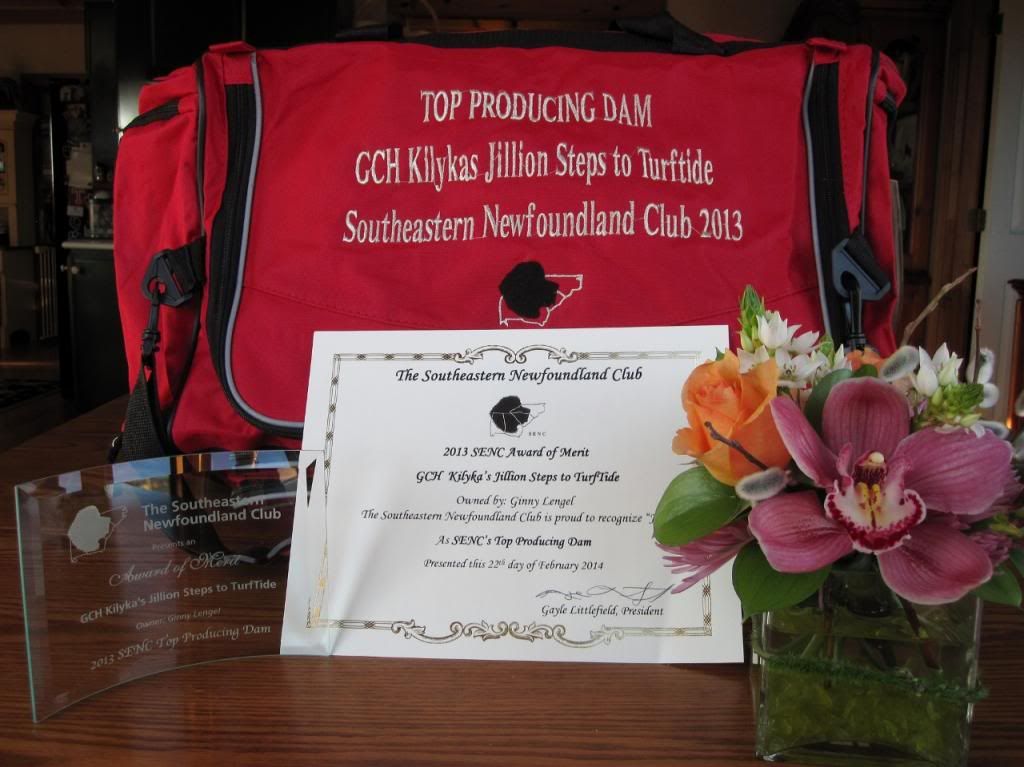 TOP PRODUCING DAM
GCH Kilykas Jillion Steps to Turftide
Southeastern Newfoundland Club 2013
The Southeastern Newfoundland Club
SENC
2013 SENC Award of Merit
GCH Kilyka's Jillion Steps to TurfTide
Owned by: Ginny Lengel
The Southeastern Newfoundland Club is proud to recognize "J
As SENC's Top Producing Dam
Presented this 22th day of February 2014
Gayle Littlefield, President
The Southeastern
Newfoundland Club
Presents an
Award of Merit
GCH Kilyka's Jillion Steps to TurfTide
Owner: Ginny Lengel
2013 SENC Top Producing Dam